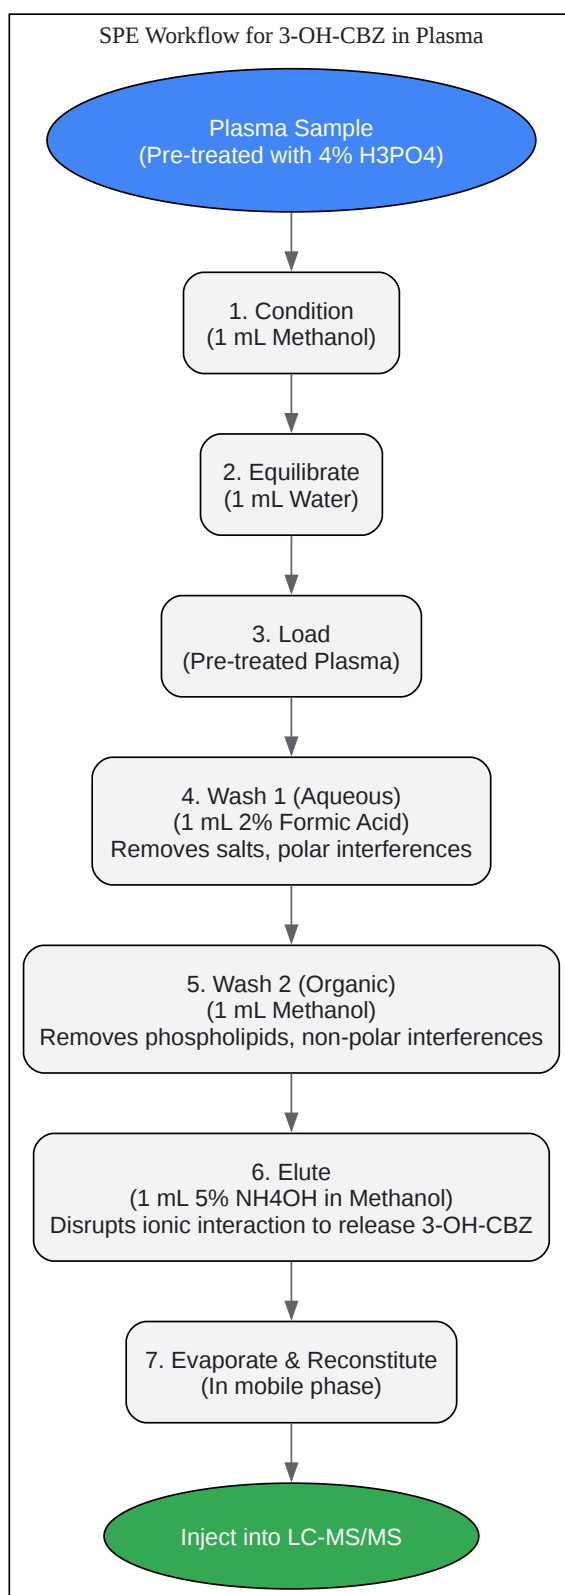 SPE Workflow for 3-OH-CBZ in Plasma
Plasma Sample
(Pre-treated with 4% H3PO4)
1. Condition
(1 mL Methanol)
2. Equilibrate
(1 mL Water)
3. Load
(Pre-treated Plasma)
4. Wash 1 (Aqueous)
(1 mL 2% Formic Acid)
Removes salts, polar interferences
5. Wash 2 (Organic)
(1 mL Methanol)
Removes phospholipids, non-polar interferences
6. Elute
(1 mL 5% NH4OH in Methanol)
Disrupts ionic interaction to release 3-OH-CBZ
7. Evaporate & Reconstitute
(In mobile phase)
Inject into LC-MS/MS